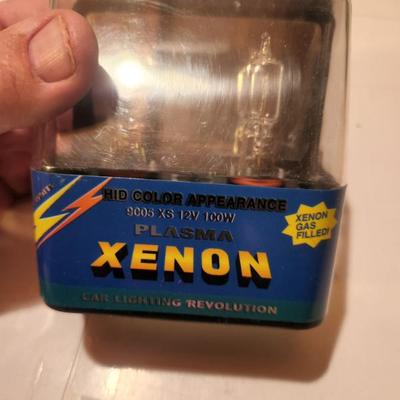 HID COLOR APPEARANCE
9005 XS 12V 100W
PLASMA
XENON
XENON
GAS
FILLED!
CAR LIGHTING REVOLUTION